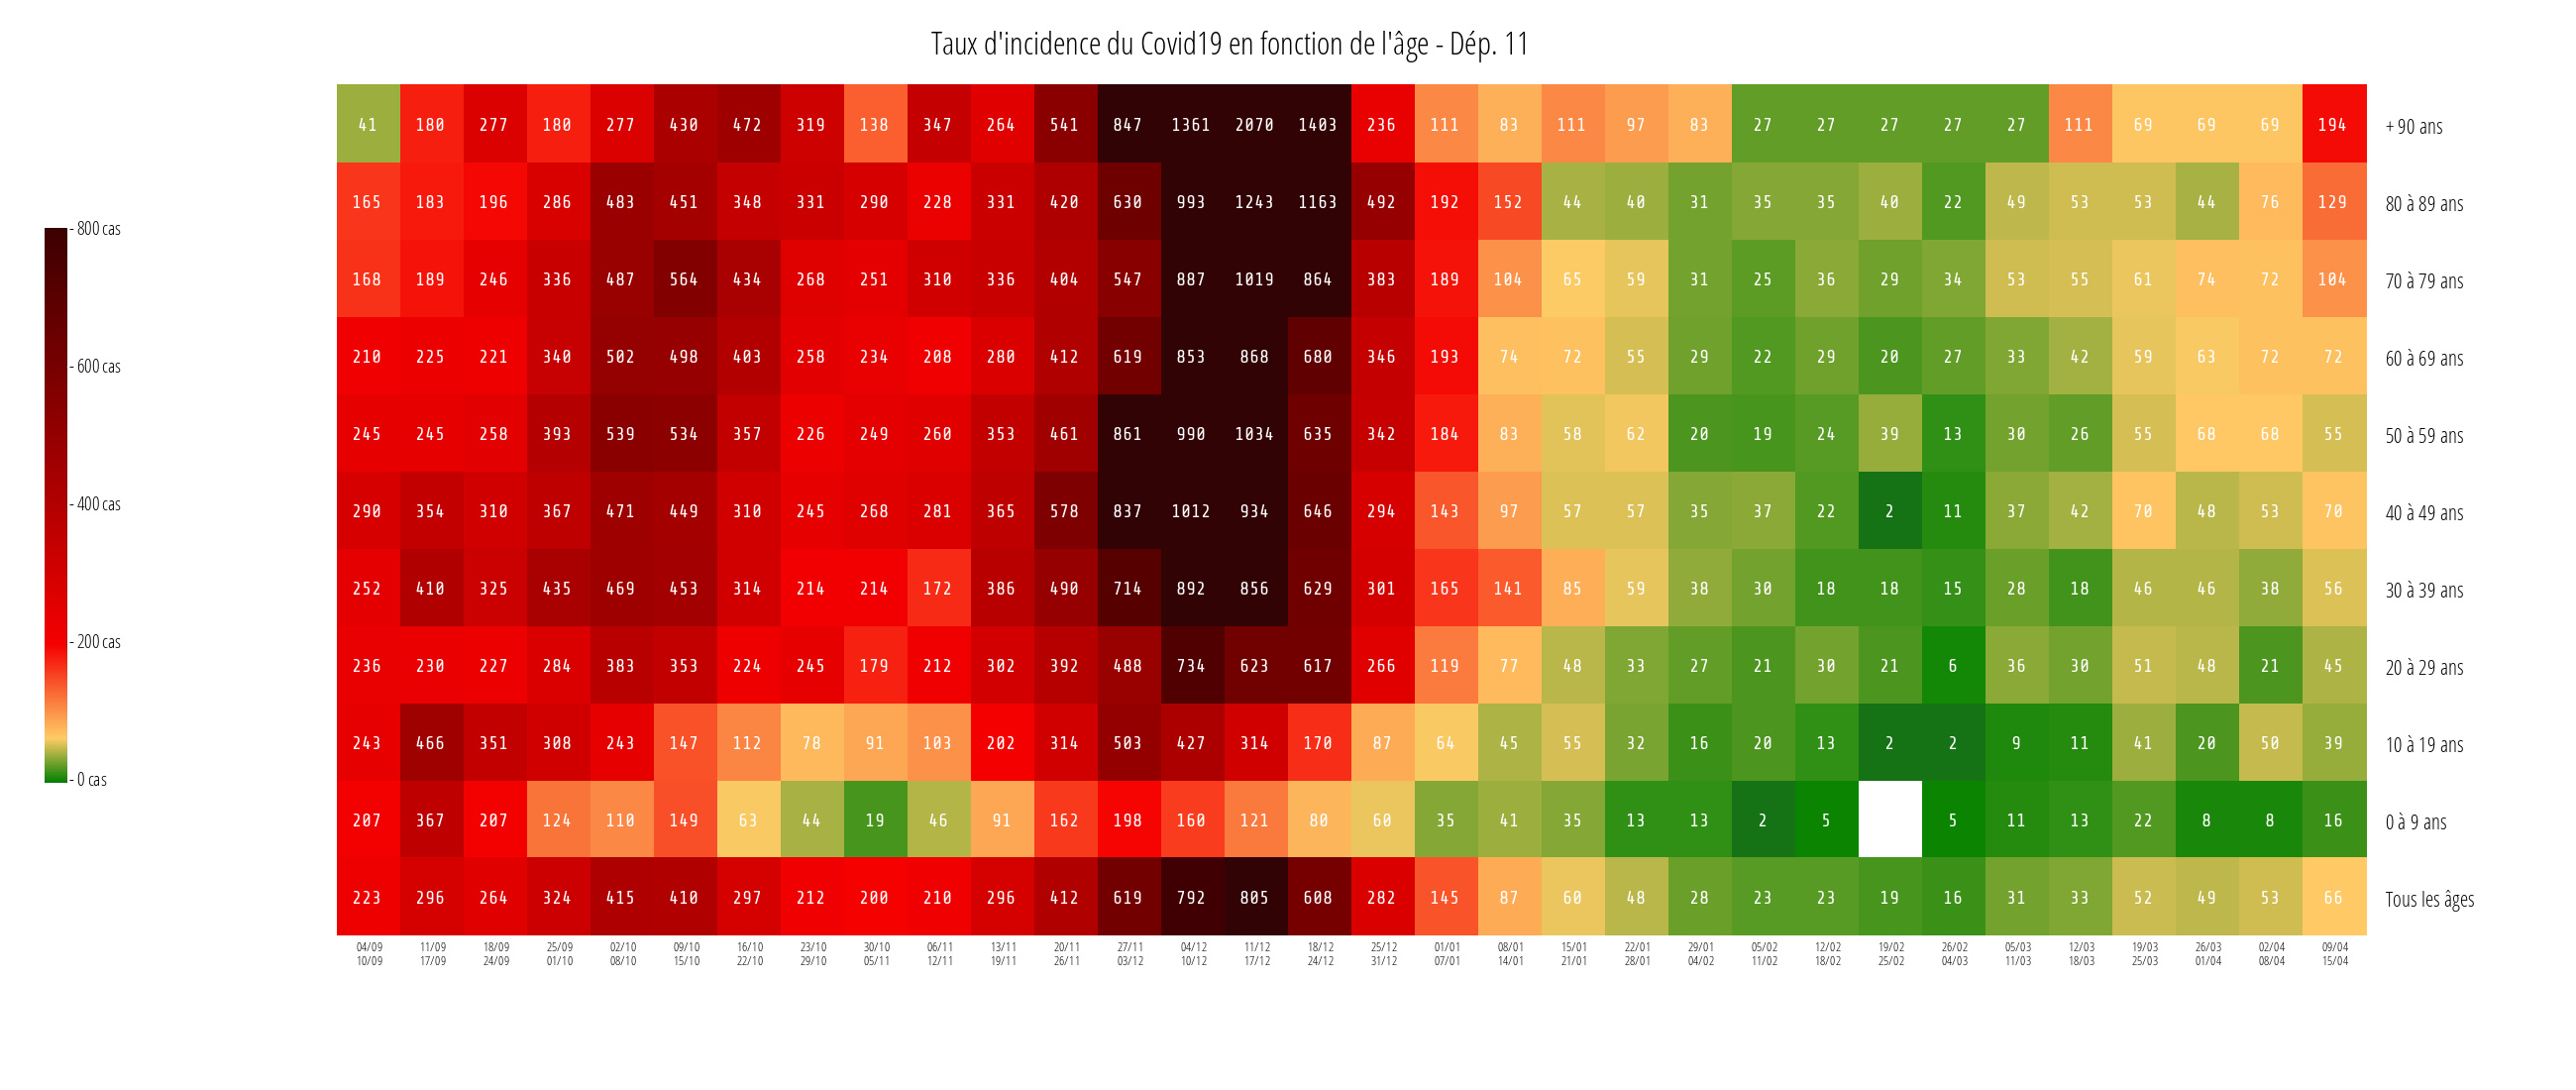 Taux d'incidence du Covid19 en fonction de l'âge - Dép. 11
41 180 277 180 277 430 472 319 138 347 264 541 847 1361 2070 1403 236 111 83 111 97 83 27 27 27 27 27 111 69 69 69 194 + 90 ans
165 183 196 286 483 451 348 331 290 228 331 420 630 993 1243 1163 492 192 152 44 40 31 35 35 40 22 49 53 53 44 76 129 80 à 89 ans
- 800 cas
168 189 246 336 487 564 434 268 251 310 336 404 547 887 1019 864 383 189 104 65 59 31 25 36 29 34 53 55 61 74 72 104 70 à 79 ans
210 225 221 340 502 498 403 258 234 208 280 412 619 853 868 680 346 193 74 72 55 29 22 29 20 27 33 42 59 63 72 72 60 à 69 ans
- 600 cas
245 245 258 393 539 534 357 226 249 260 353 461 861 990 1034 635 342 184 83 58 62 20 19 24 39 13 30 26 55 68 68 55 50 à 59 ans
- 400 cas
290 354 310 367 471 449 310 245 268 281 365 578 837 1012 934 646 294 143 97 57 57 35 37 22 2 11 37 42 70 48 53 70 40 à 49 ans
252 410 325 435 469 453 314 214 214 172 386 490 714 892 856 629 301 165 141 85 59 38 30 18 18 15 28 18 46 46 38 56 30 à 39 ans
- 200 cas
236 230 227 284 383 353 224 245 179 212 302 392 488 734 623 617 266 119 77 48 33 27 21 30 21 6 36 30 51 48 21 45 20 à 29 ans
243 466 351 308 243 147 112 78 91 103 202 314 503 427 314 170 87 64 45 55 32 16 20 13 2 2 9 11 41 20 50 39 10 à 19 ans
- 0 cas
207 367 207 124 110 149 63 44 19 46 91 162 198 160 121 80 60 35 41 35 13 13 2 5 5 11 13 22 8 8 16 0 à 9 ans
223 296 264 324 415 410 297 212 200 210 296 412 619 792 805 608 282 145 87 60 48 28 23 23 19 16 31 33 52 49 53 66 Tous les âges
04/09 11/09 18/09 25/09 02/10 09/10 16/10 23/10 30/10 06/11 13/11 20/11 27/11 04/12 11/12 18/12 25/12 01/01 08/01 15/01 22/01 29/01 05/02 12/02 19/02 26/02 05/03 12/03 19/03 26/03 02/04 09/04
10/09 17/09 24/09 01/10 08/10 15/10 22/10 29/10 05/11 12/11 19/11 26/11 03/12 10/12 17/12 24/12 31/12 07/01 14/01 21/01 28/01 04/02 11/02 18/02 25/02 04/03 11/03 18/03 25/03 01/04 08/04 15/04